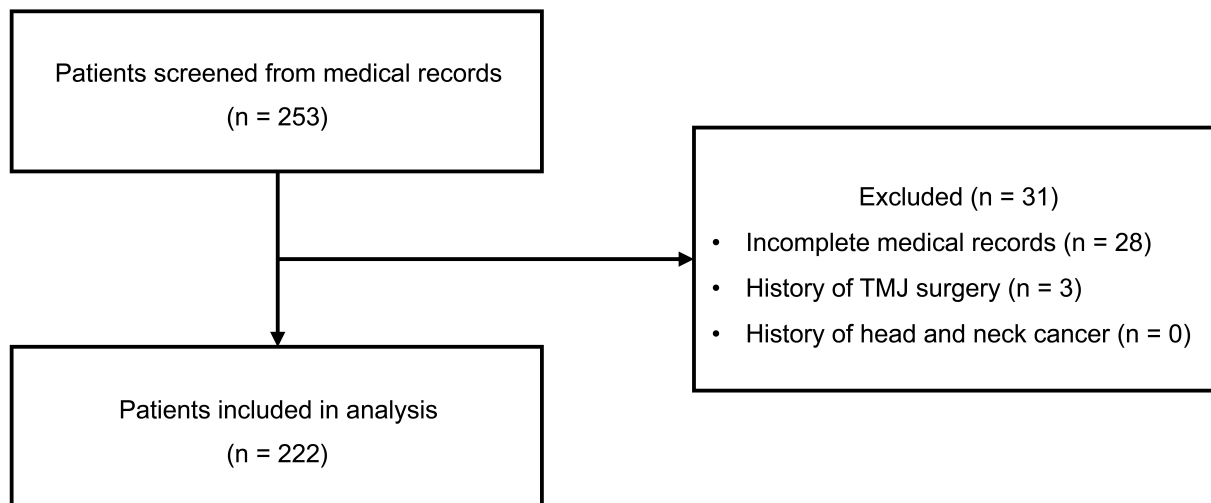 Patients screened from medical records
(n = 253)
Excluded (n = 31)
• Incomplete medical records (n = 28)
• History of TMJ surgery (n = 3)
• History of head and neck cancer (n = 0)
Patients included in analysis
(n = 222)